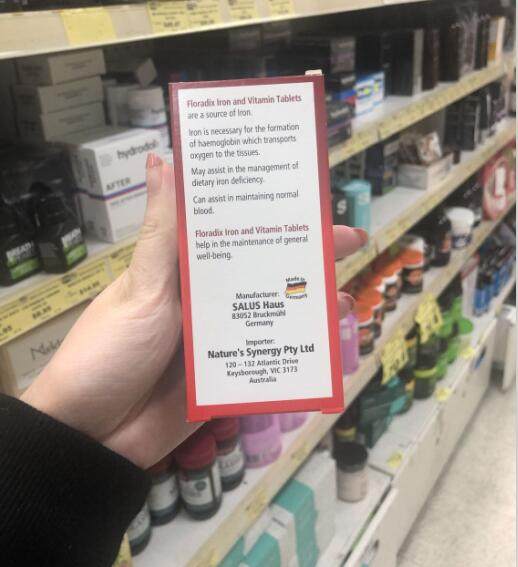 Floradix Iron and Vitamin Tablets
are a source of Iron.
Iron is necessary for the formation
of haemoglobin which transports
oxygen to the tissues.
May assist in the management of
dietary iron deficiency.
Can assist in maintaining normal
blood.
Floradix Iron and Vitamin Tablets
help in the maintenance of general
well-being.
Made in
Germany
Manufacturer:
SALUS Haus
83052 Bruckmühl
Germany
Importer:
Nature's Synergy Pty Ltd
120 – 132 Atlantic Drive
Keysborough, VIC 3173
Australia
hydrodol
AFTER